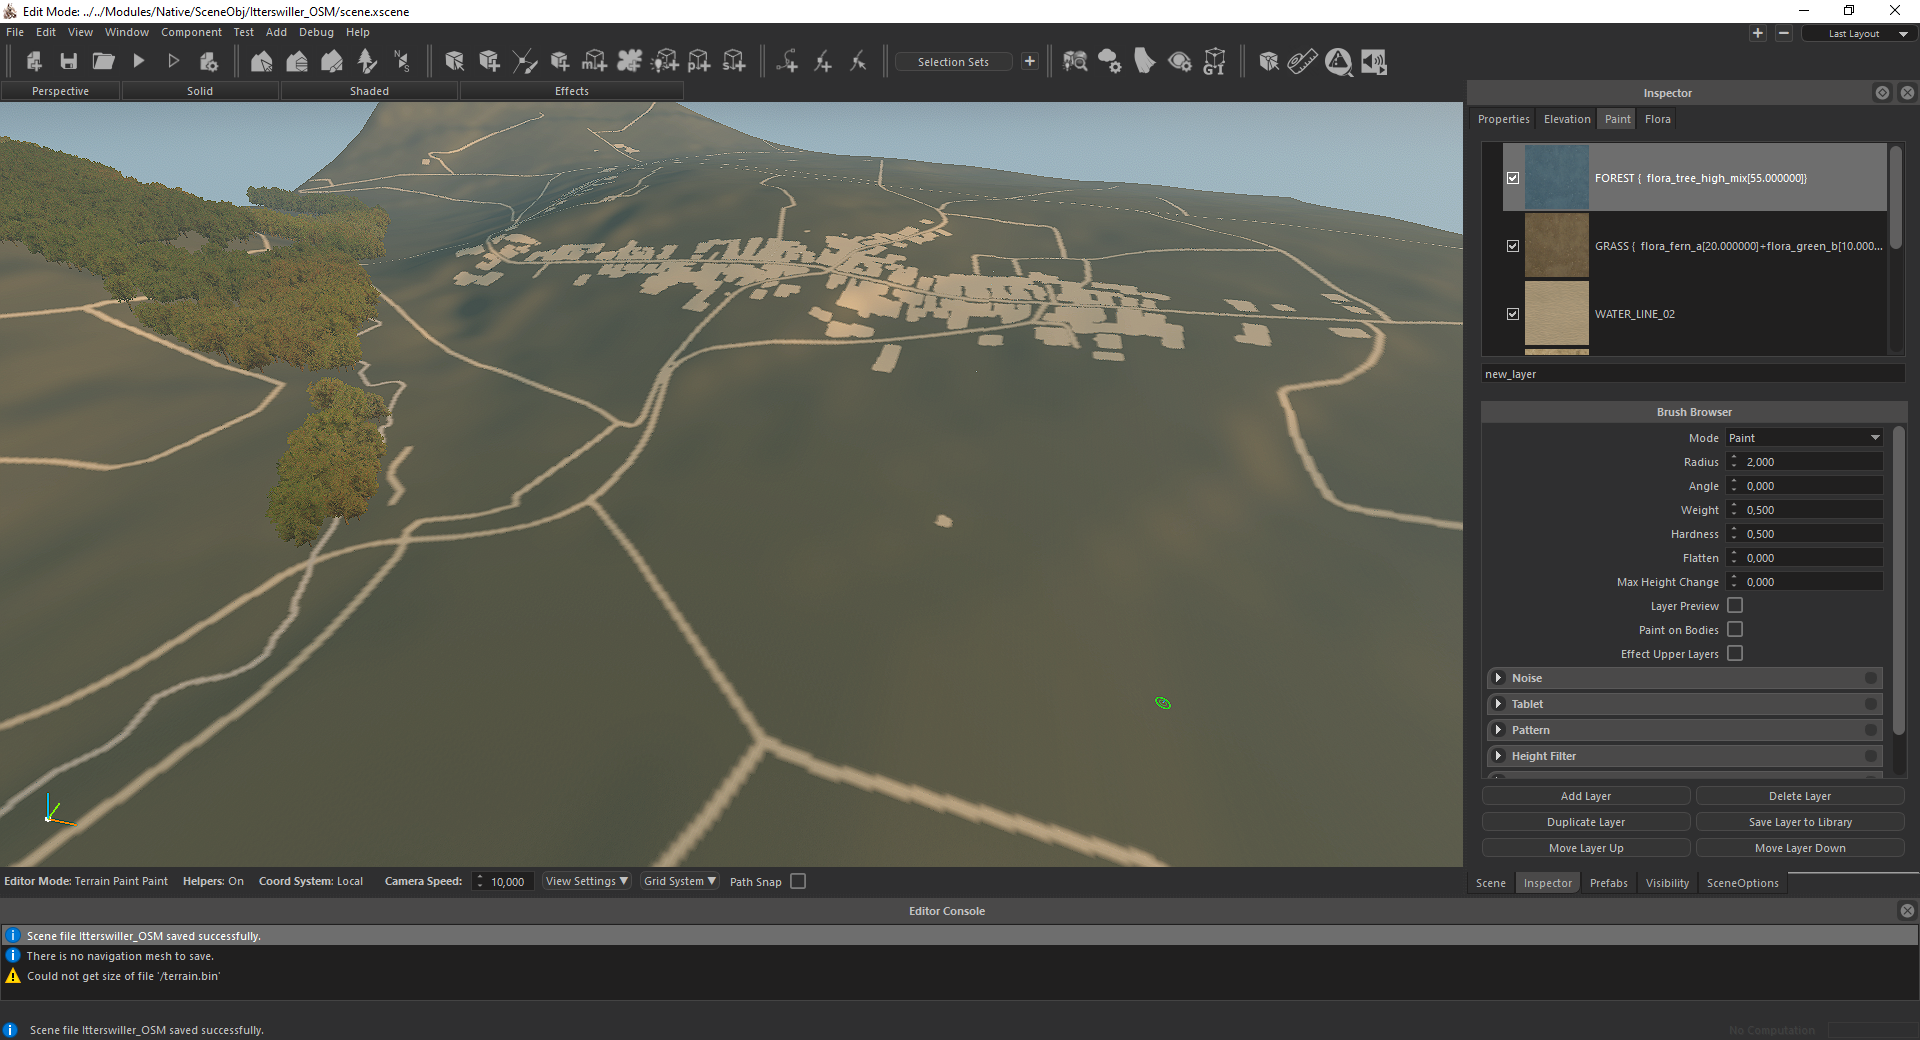 Edit Mode: ../../Modules/Native/SceneObj/Itterswiller_OSM/scene.xscene
File Edit View Window Component Test Add Debug Help
Last Layout
Selection Sets
Perspective Solid Shaded Effects
Inspector
Properties Elevation Paint Flora
FOREST { flora_tree_high_mix[55.000000]}
GRASS { flora_fern_a[20.000000]+flora_green_b[10.000...
WATER_LINE_02
new_layer
Brush Browser
Mode Paint
Radius 2,000
Angle 0,000
Weight 0,500
Hardness 0,500
Flatten 0,000
Max Height Change 0,000
Layer Preview
Paint on Bodies
Effect Upper Layers
Noise
Tablet
Pattern
Height Filter
Add Layer Delete Layer
Duplicate Layer Save Layer to Library
Move Layer Up Move Layer Down
Editor Mode: Terrain Paint Paint Helpers: On Coord System: Local Camera Speed: 10,000 View Settings Grid System Path Snap
Scene Inspector Prefabs Visibility SceneOptions
Editor Console
Scene file Itterswiller_OSM saved successfully.
There is no navigation mesh to save.
Could not get size of file '/terrain.bin'
Scene file Itterswiller_OSM saved successfully.
No Computation